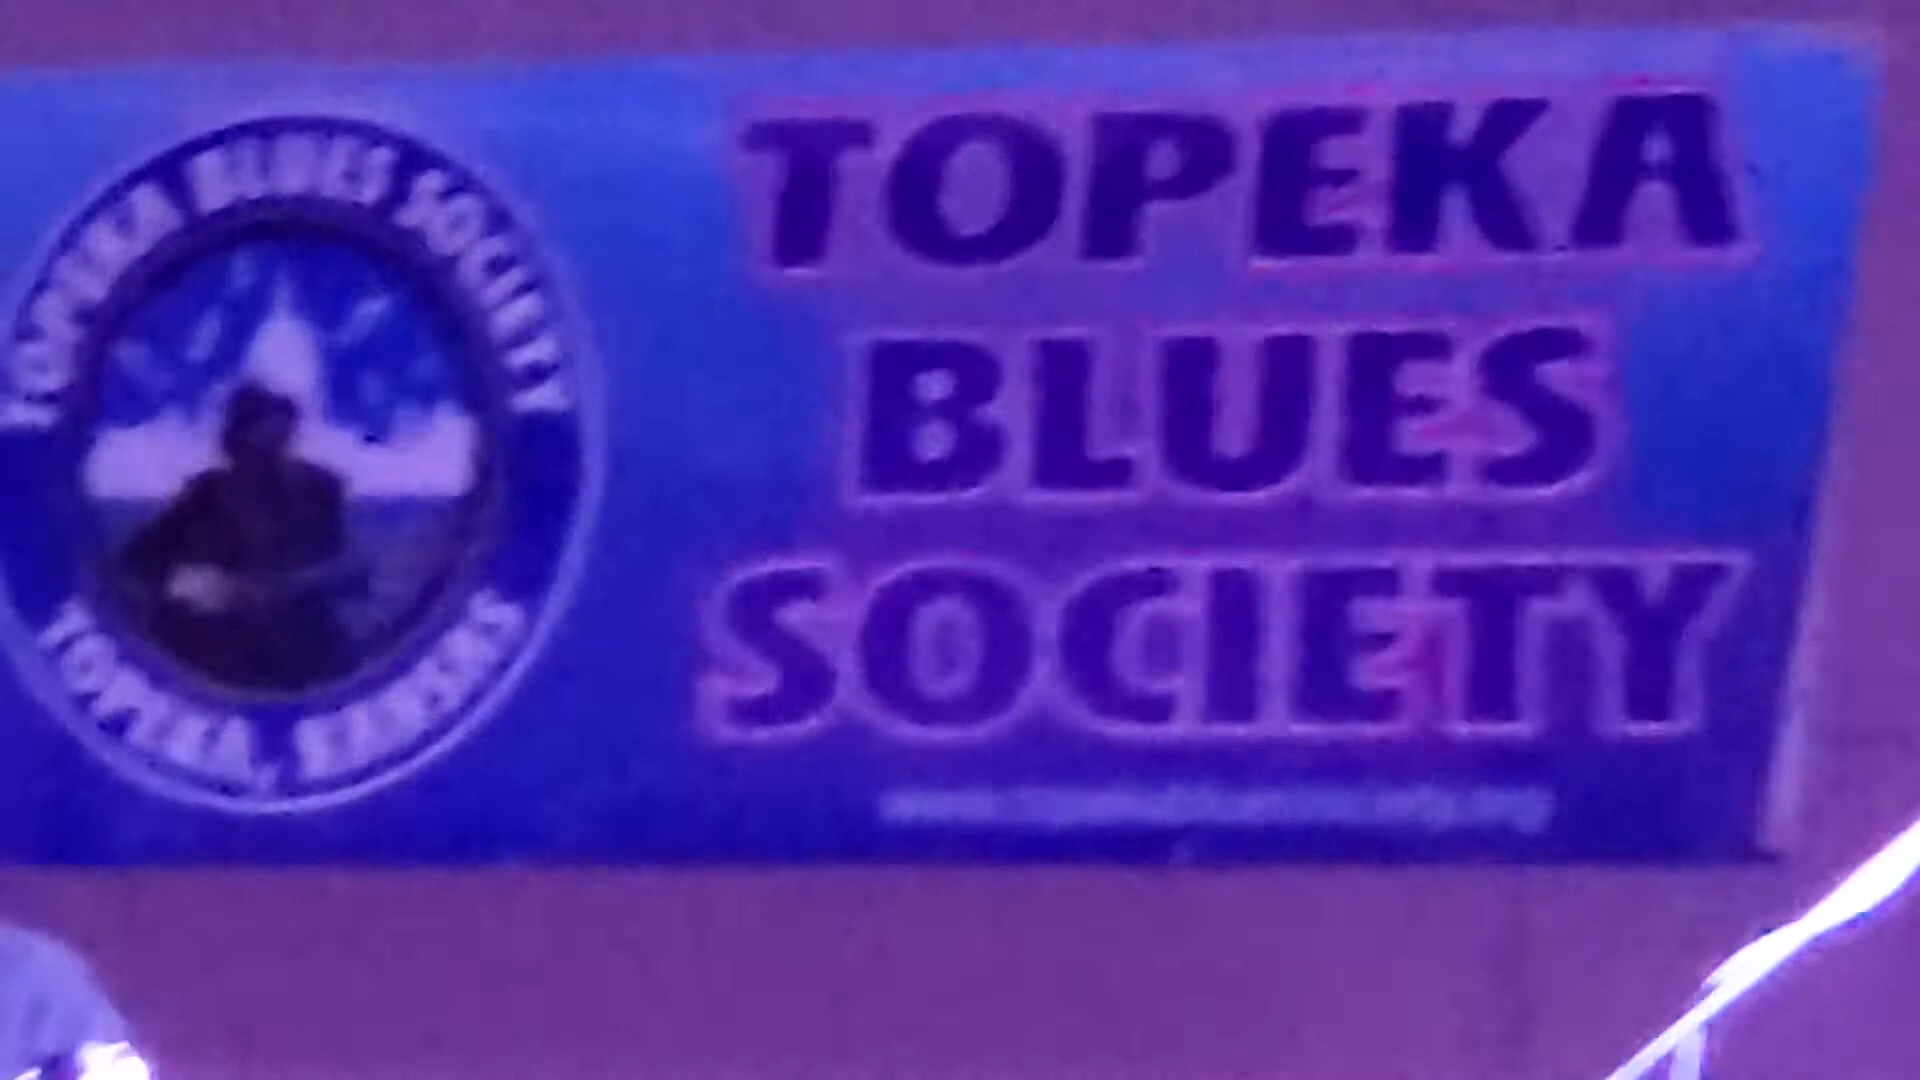 TOPEKA BLUES SOCIETY
TOPEKA, KANSAS
TOPEKA
BLUES
SOCIETY